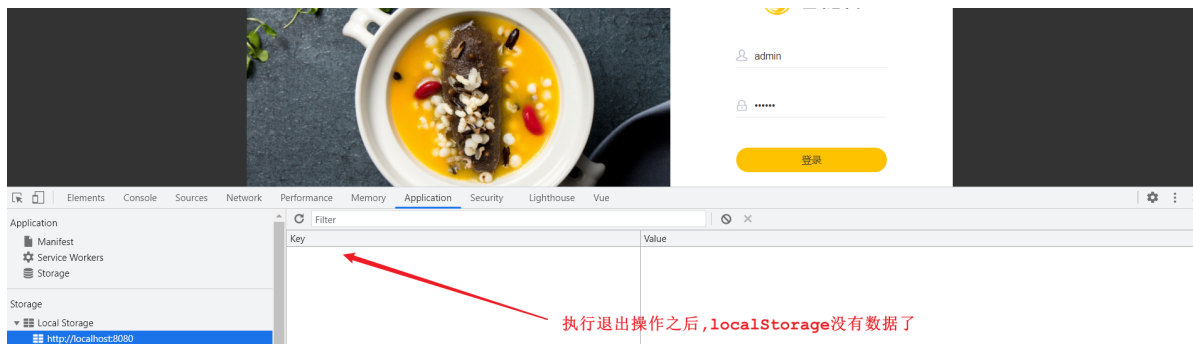 admin
••••••
登录
Elements Console Sources Network Performance Memory Application Security Lighthouse Vue
Application
Manifest
Service Workers
Storage
Storage
Local Storage
http://localhost:8080
Filter
Key Value
执行退出操作之后,localStorage没有数据了